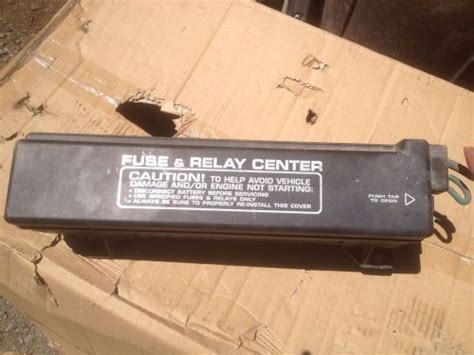 FUSE & RELAY CENTER
CAUTION! TO HELP AVOID VEHICLE
DAMAGE AND/OR ENGINE NOT STARTING:
★ DISCONNECT BATTERY BEFORE SERVICING
★ USE SPECIFIED FUSES & RELAYS ONLY
★ ALWAYS BE SURE TO PROPERLY RE-INSTALL THIS COVER
PUSH TAB
TO OPEN